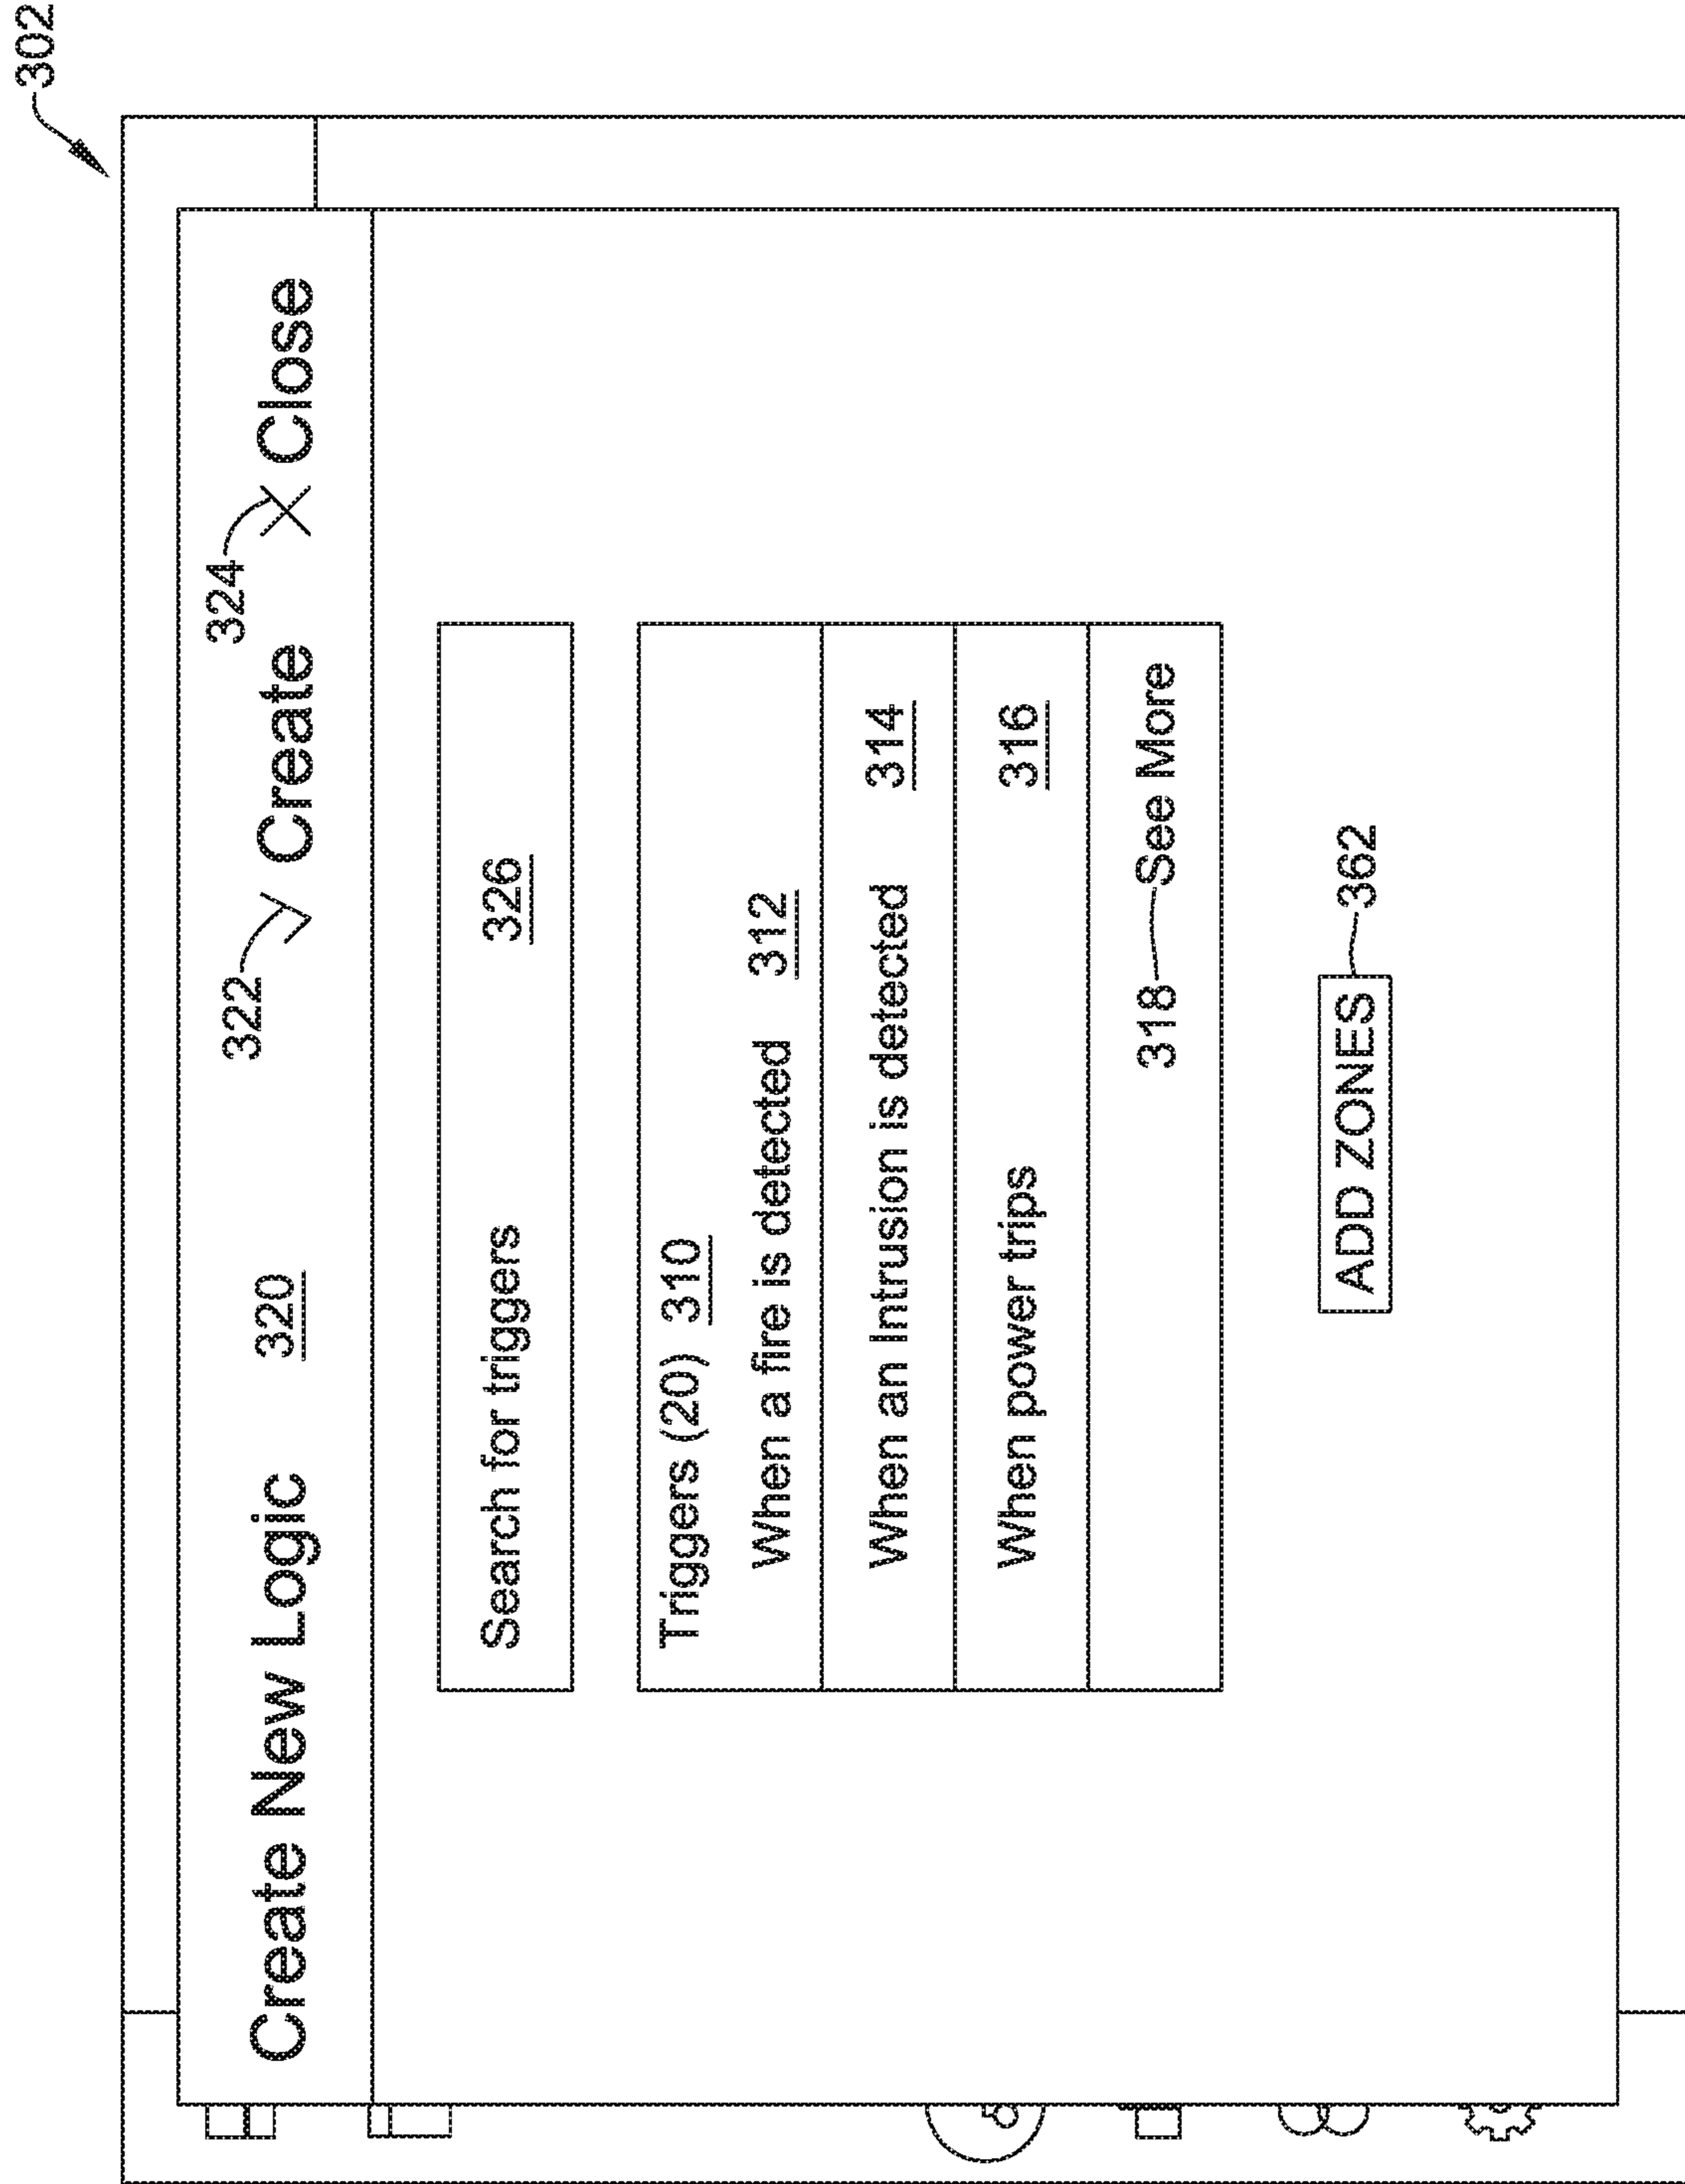 302
322 324
Create New Logic 320 Create X Close
Search for triggers 326
Triggers (20) 310
When a fire is detected 312
When an Intrusion is detected 314
When power trips 316
318 See More
ADD ZONES 362